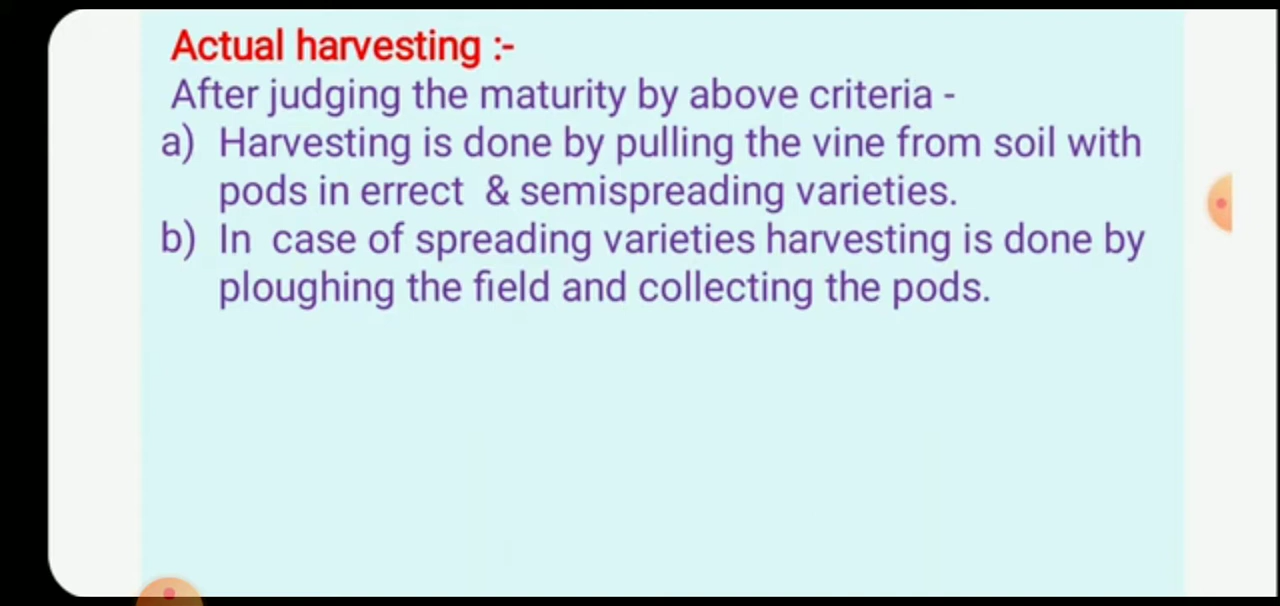 Actual harvesting :-
After judging the maturity by above criteria -
a) Harvesting is done by pulling the vine from soil with
pods in errect & semispreading varieties.
b) In case of spreading varieties harvesting is done by
ploughing the field and collecting the pods.